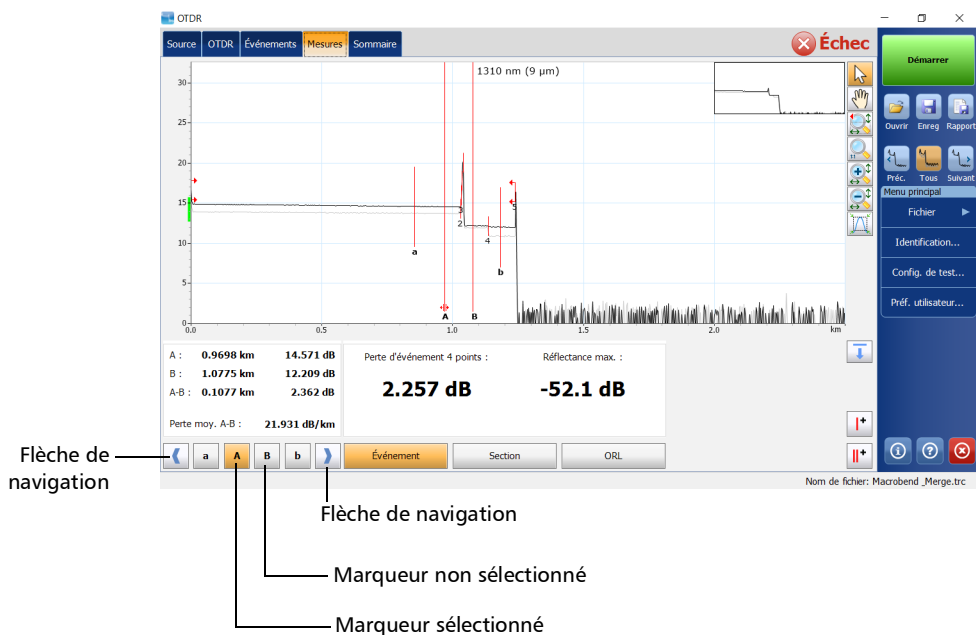 OTDR
Source OTDR Événements Mesures Sommaire
Échec
1310 nm (9 µm)
30
25
20
15
10
5
0
0.0 0.5 1.0 1.5 2.0 km
a
A
B
b
2
3
4
5
A : 0.9698 km 14.571 dB
B : 1.0775 km 12.209 dB
A-B : 0.1077 km 2.362 dB
Perte moy. A-B : 21.931 dB/km
Perte d'événement 4 points :
2.257 dB
Réflectance max. :
-52.1 dB
a A B b Événement Section ORL
Démarrer
Ouvrir Enreg Rapport
Préc. Tous Suivant
Menu principal
Fichier
Identification...
Config. de test...
Préf. utilisateur...
Nom de fichier: Macrobend _Merge.trc
Flèche de
navigation
Flèche de navigation
Marqueur non sélectionné
Marqueur sélectionné